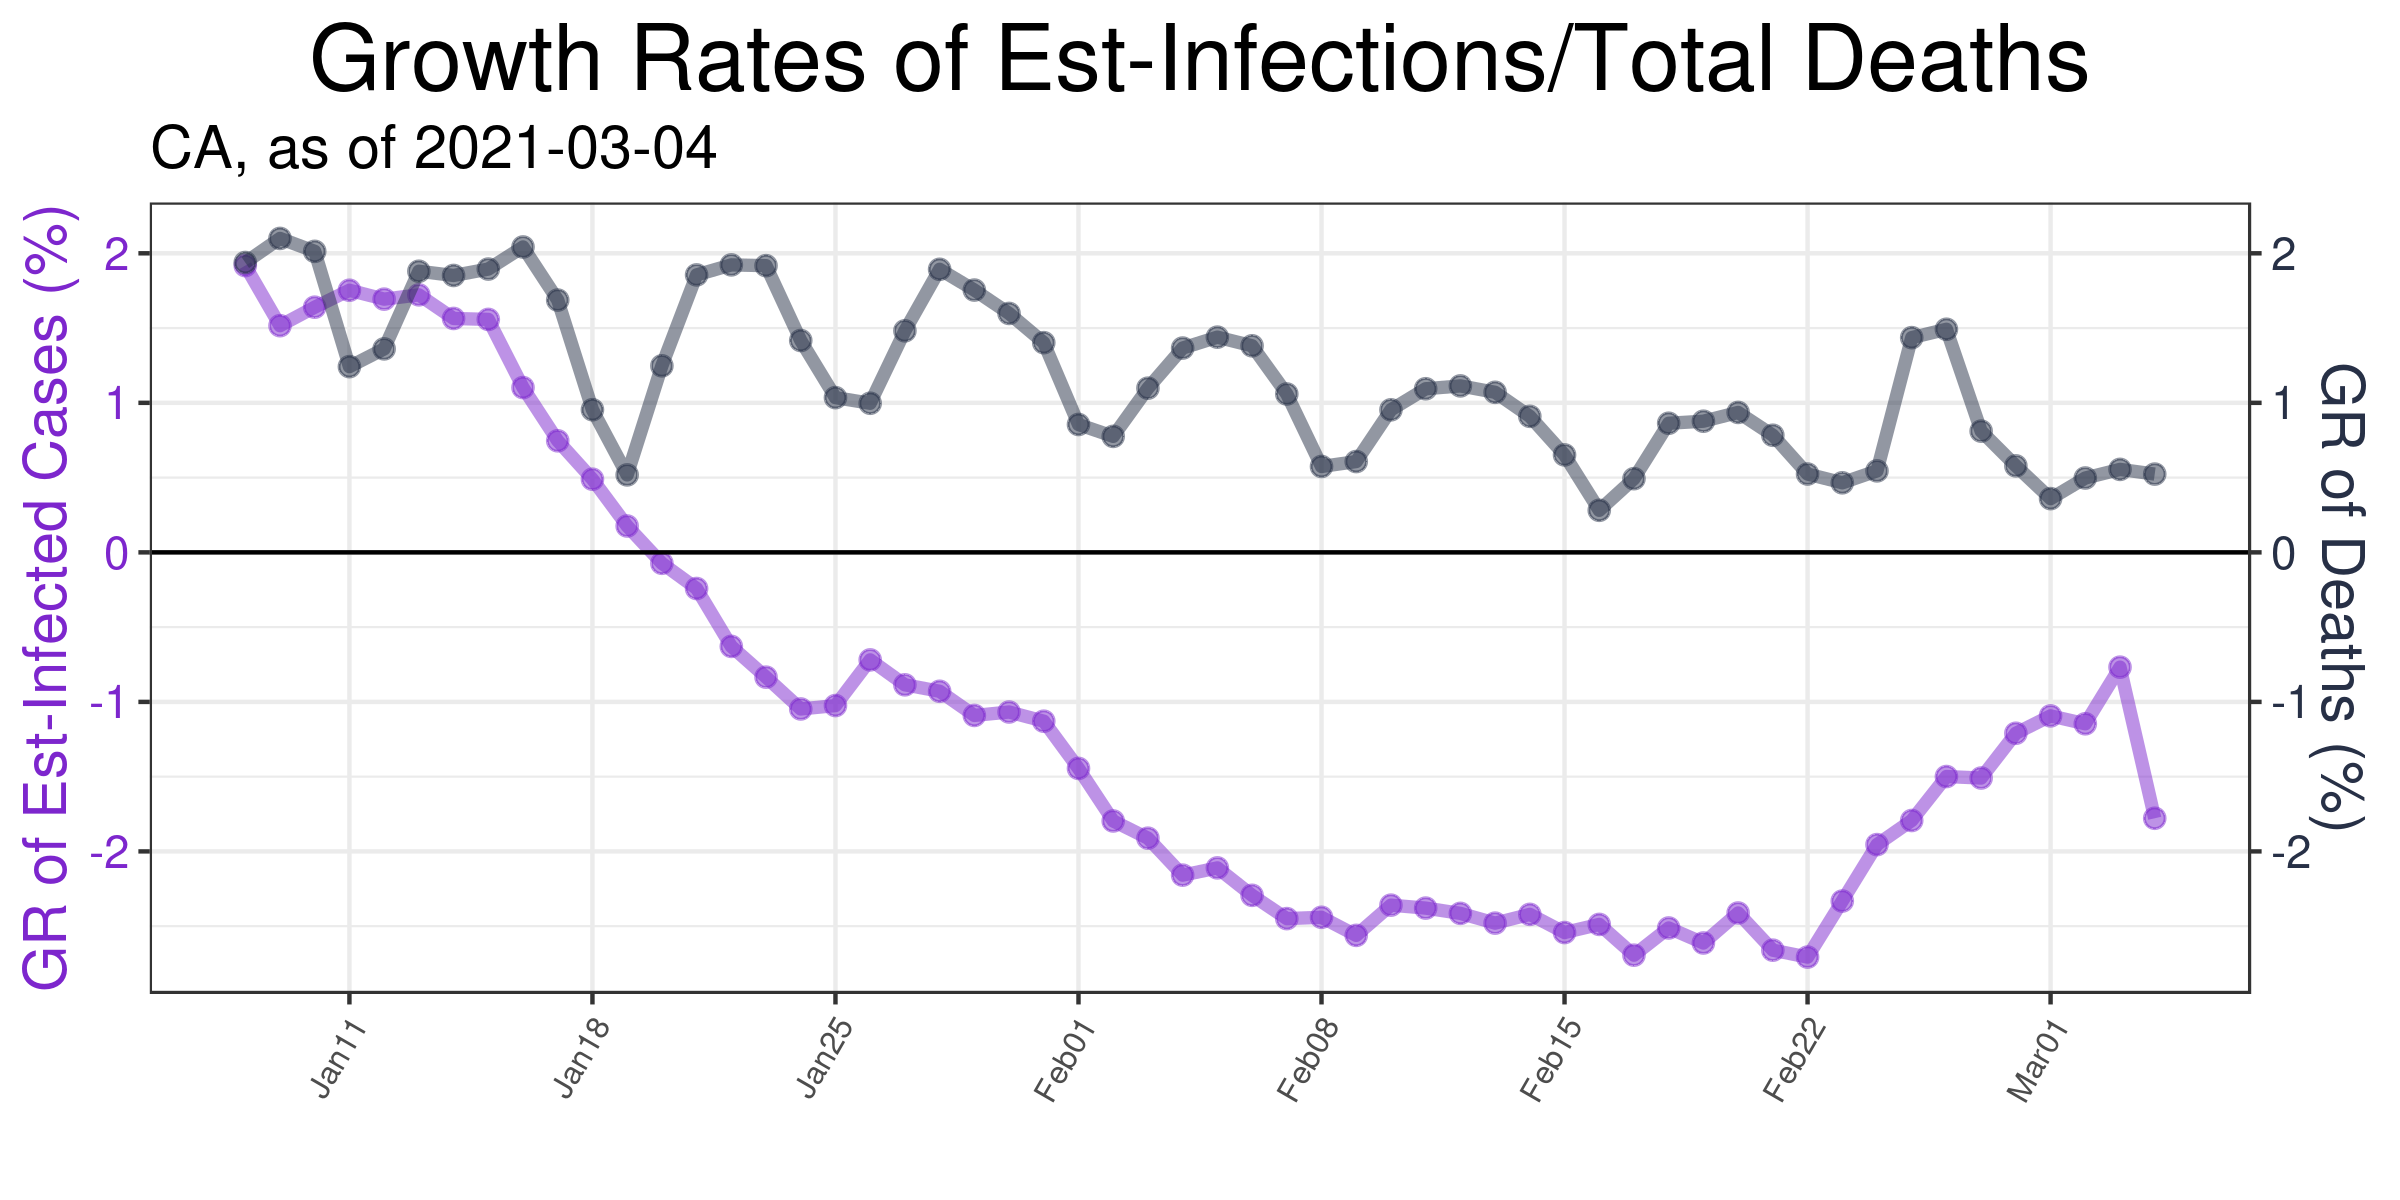 Growth Rates of Est-Infections/Total Deaths
CA, as of 2021-03-04
GR of Est-Infected Cases (%)
2
1
0
-1
-2
2
1
0
-1
-2
GR of Deaths (%)
Jan11
Jan18
Jan25
Feb01
Feb08
Feb15
Feb22
Mar01